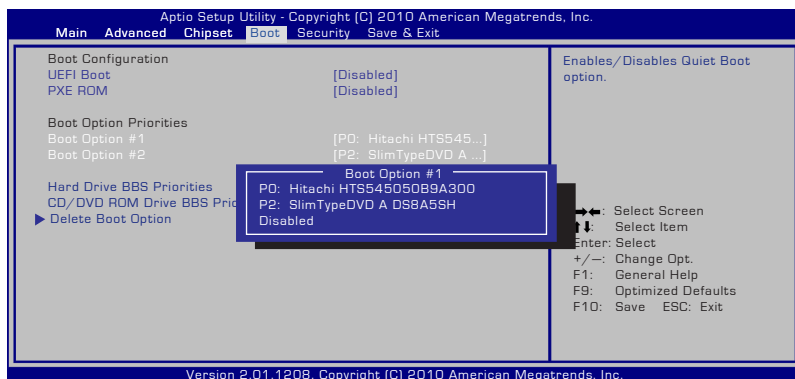 Aptio Setup Utility - Copyright (C) 2010 American Megatrends, Inc.
Main Advanced Chipset Boot Security Save & Exit
Boot Configuration
UEFI Boot [Disabled]
PXE ROM [Disabled]
Boot Option Priorities
Boot Option #1 [P0: Hitachi HTS545...]
Boot Option #2 [P2: SlimTypeDVD A ...]
Hard Drive BBS Priorities
CD/DVD ROM Drive BBS Prio
Delete Boot Option
Boot Option #1
P0: Hitachi HTS545050B9A300
P2: SlimTypeDVD A DS8A5SH
Disabled
Enables/Disables Quiet Boot
option.
→←: Select Screen
↑↓: Select Item
Enter: Select
+/—: Change Opt.
F1: General Help
F9: Optimized Defaults
F10: Save ESC: Exit
Version 2.01.1208. Copyright (C) 2010 American Megatrends, Inc.